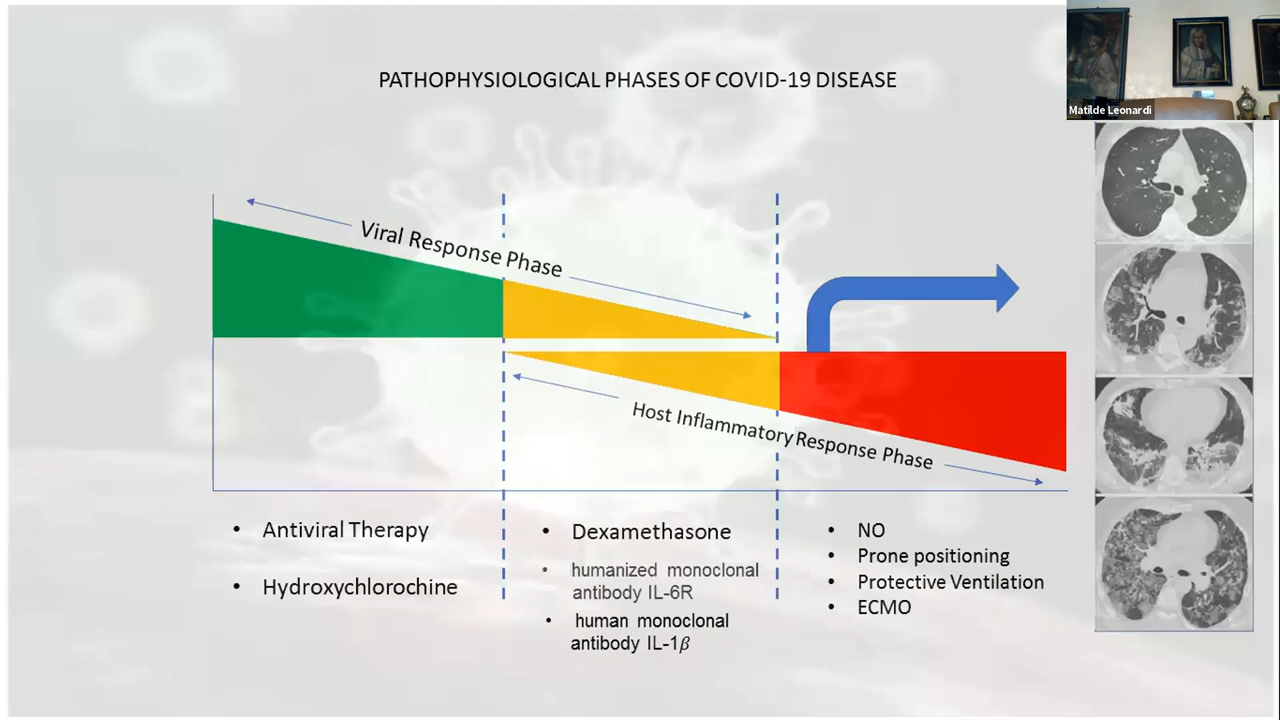 PATHOPHYSIOLOGICAL PHASES OF COVID-19 DISEASE
Matilde Leonardi
Viral Response Phase
Host Inflammatory Response Phase
• Antiviral Therapy
• Hydroxychlorochine
• Dexamethasone
• humanized monoclonal
antibody IL-6R
• human monoclonal
antibody IL-1β
• NO
• Prone positioning
• Protective Ventilation
• ECMO